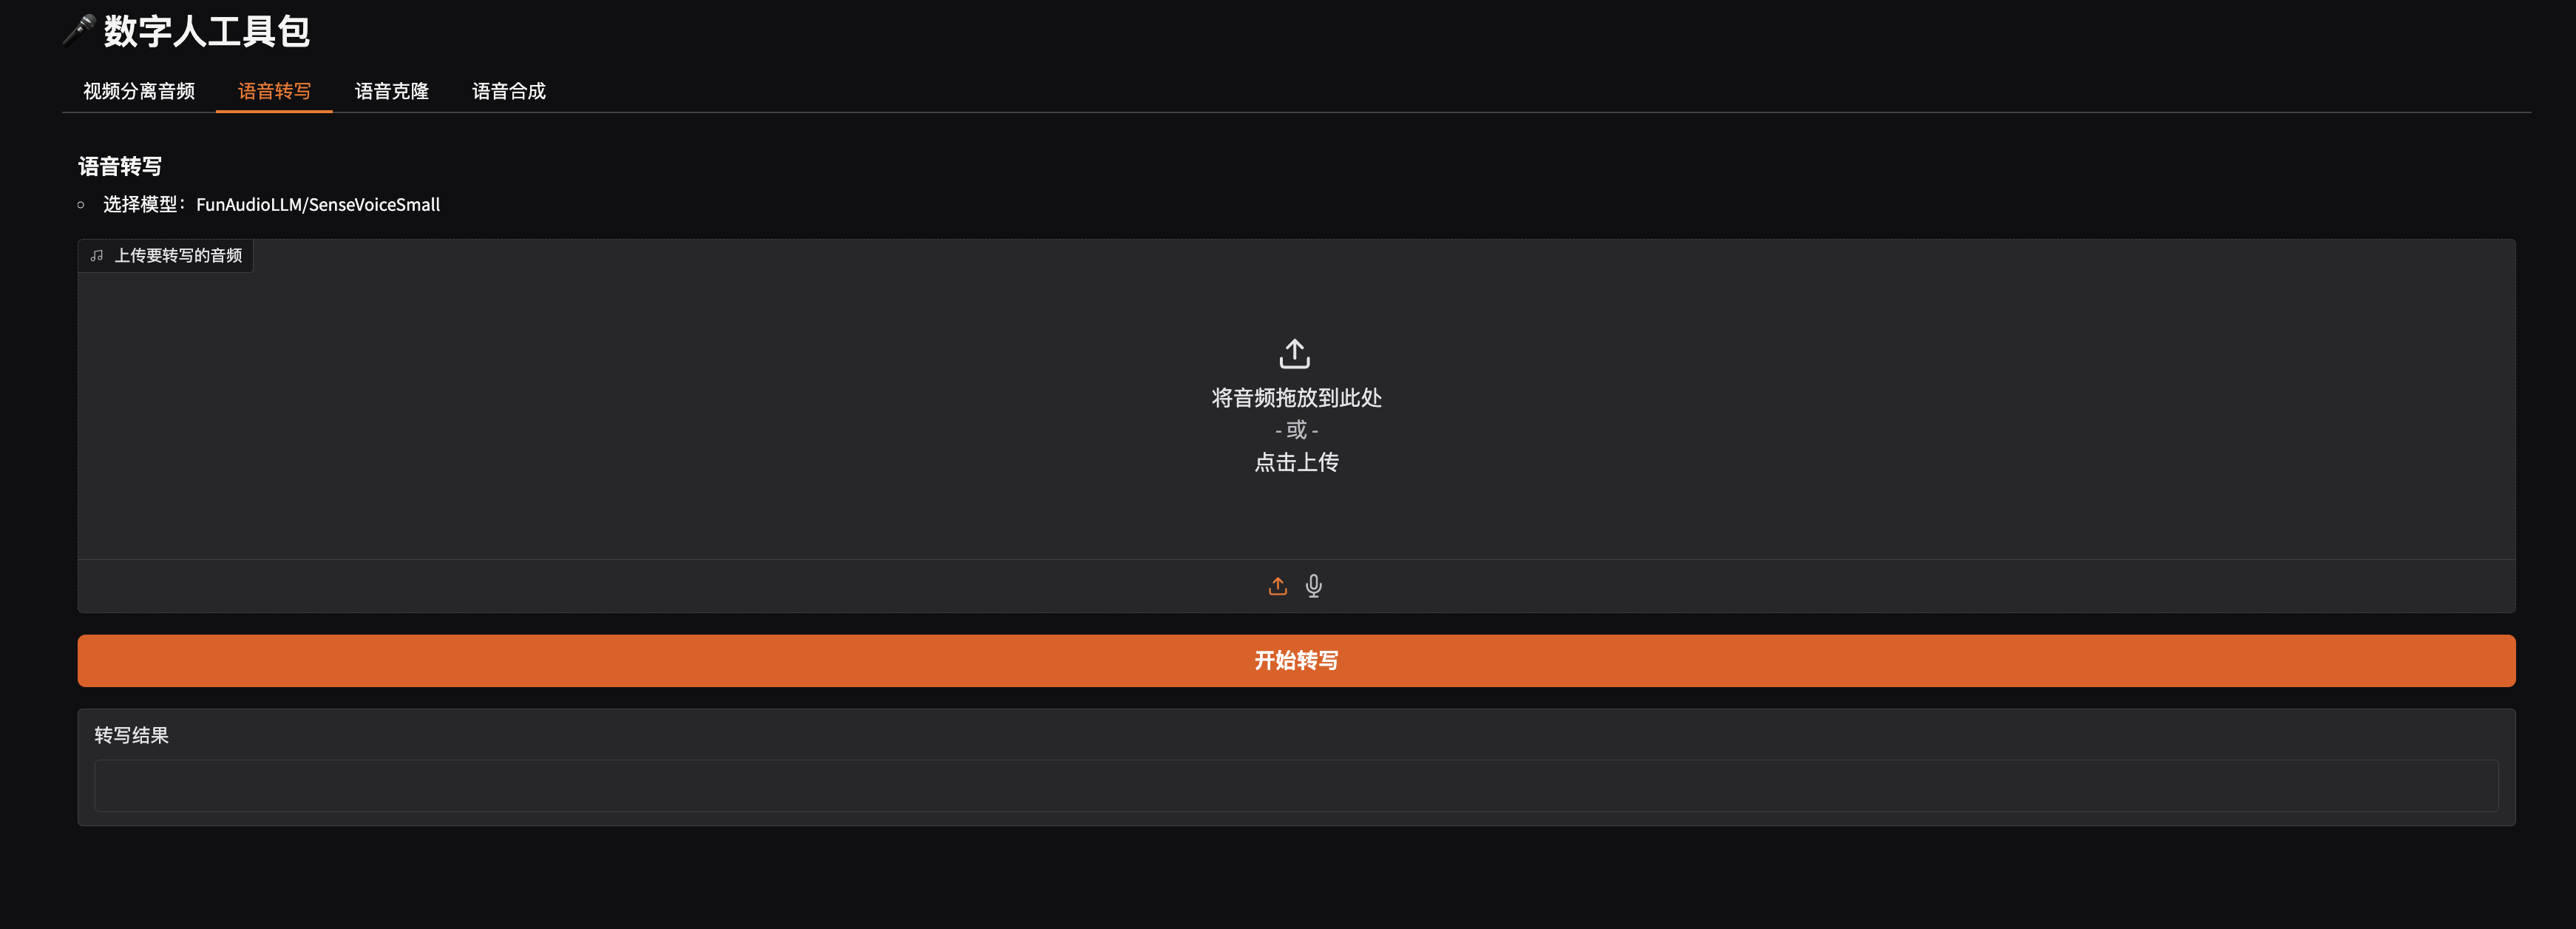 数字人工具包
视频分离音频 语音转写 语音克隆 语音合成
语音转写
选择模型：FunAudioLLM/SenseVoiceSmall
上传要转写的音频
将音频拖放到此处
- 或 -
点击上传
开始转写
转写结果